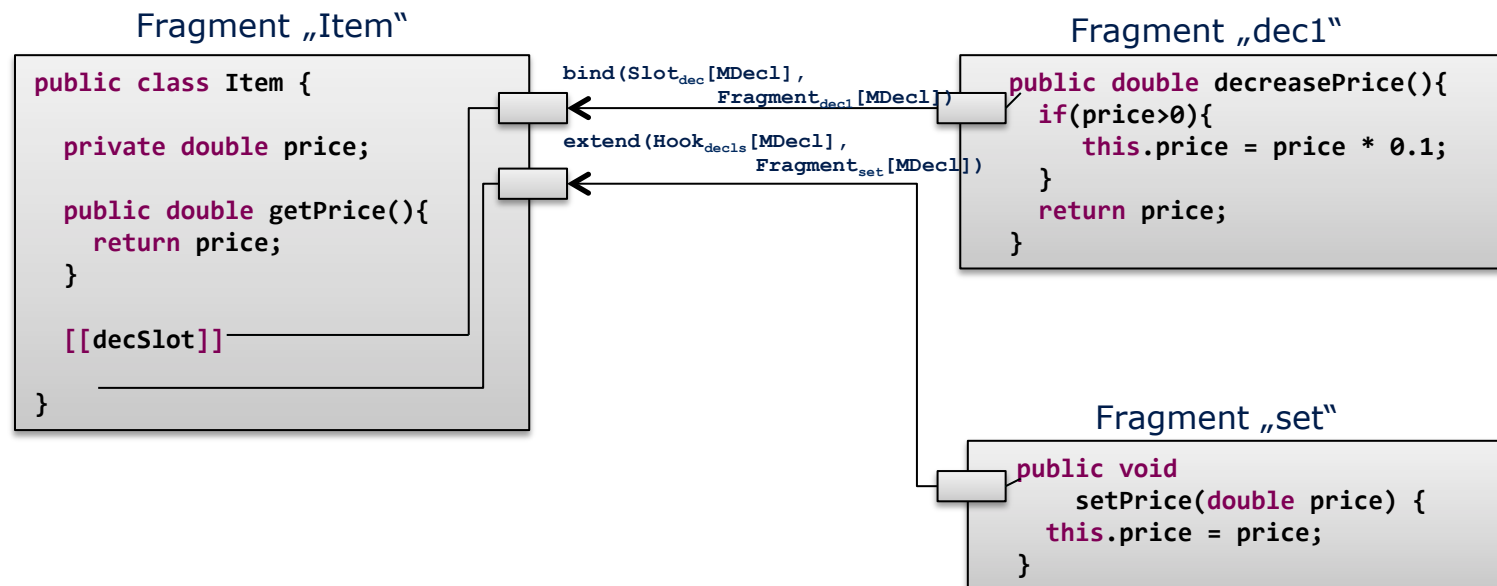 Fragment „Item“
public class Item {
private double price;
public double getPrice(){
return price;
}
[[decSlot]]
}
bind(Slotdec[MDecl],
Fragmentdec1[MDecl])
extend(Hookdecls[MDecl],
Fragmentset[MDecl])
Fragment „dec1“
public double decreasePrice(){
if(price>0){
this.price = price * 0.1;
}
return price;
}
Fragment „set“
public void
setPrice(double price) {
this.price = price;
}